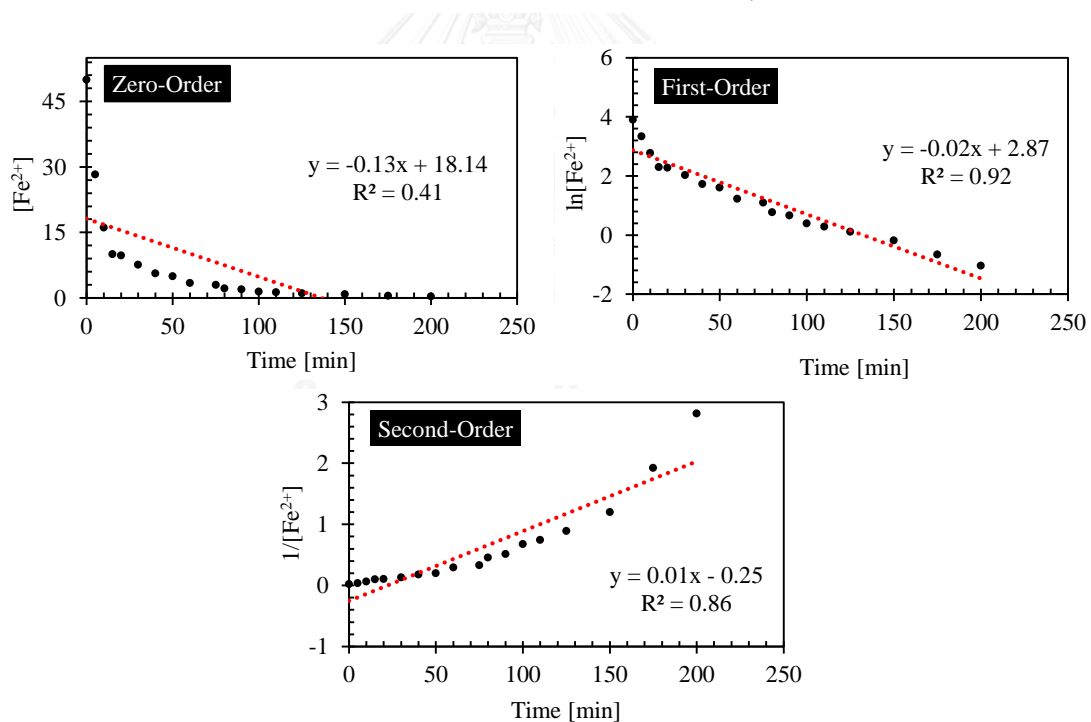 Zero-Order
[Fe²⁺]
45
30
15
0
y = -0.13x + 18.14
R² = 0.41
0 50 100 150 200 250
Time [min]
First-Order
ln[Fe²⁺]
6
4
2
0
-2
y = -0.02x + 2.87
R² = 0.92
0 50 100 150 200 250
Time [min]
Second-Order
1/[Fe²⁺]
3
2
1
0
-1
y = 0.01x - 0.25
R² = 0.86
0 50 100 150 200 250
Time [min]